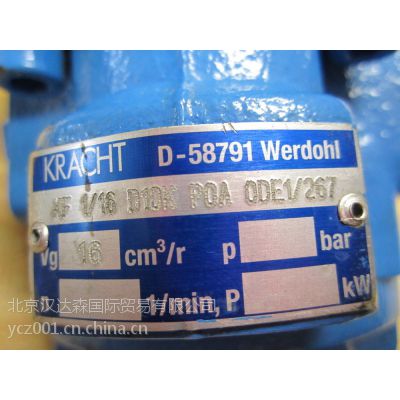 KRACHT D-58791 Werdohl
1/16 D10K P0A 0DE1/267
Vg 16 cm³/r p bar
1/min, P kW
北京汉达森国际贸易有限公司
ycz001.cn.china.cn